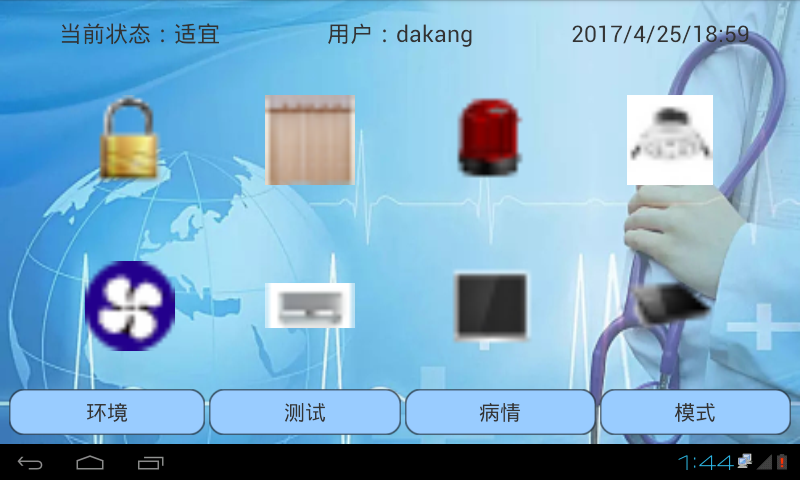 当前状态：适宜
用户：dakang
2017/4/25/18:59
环境
测试
病情
模式
1:44